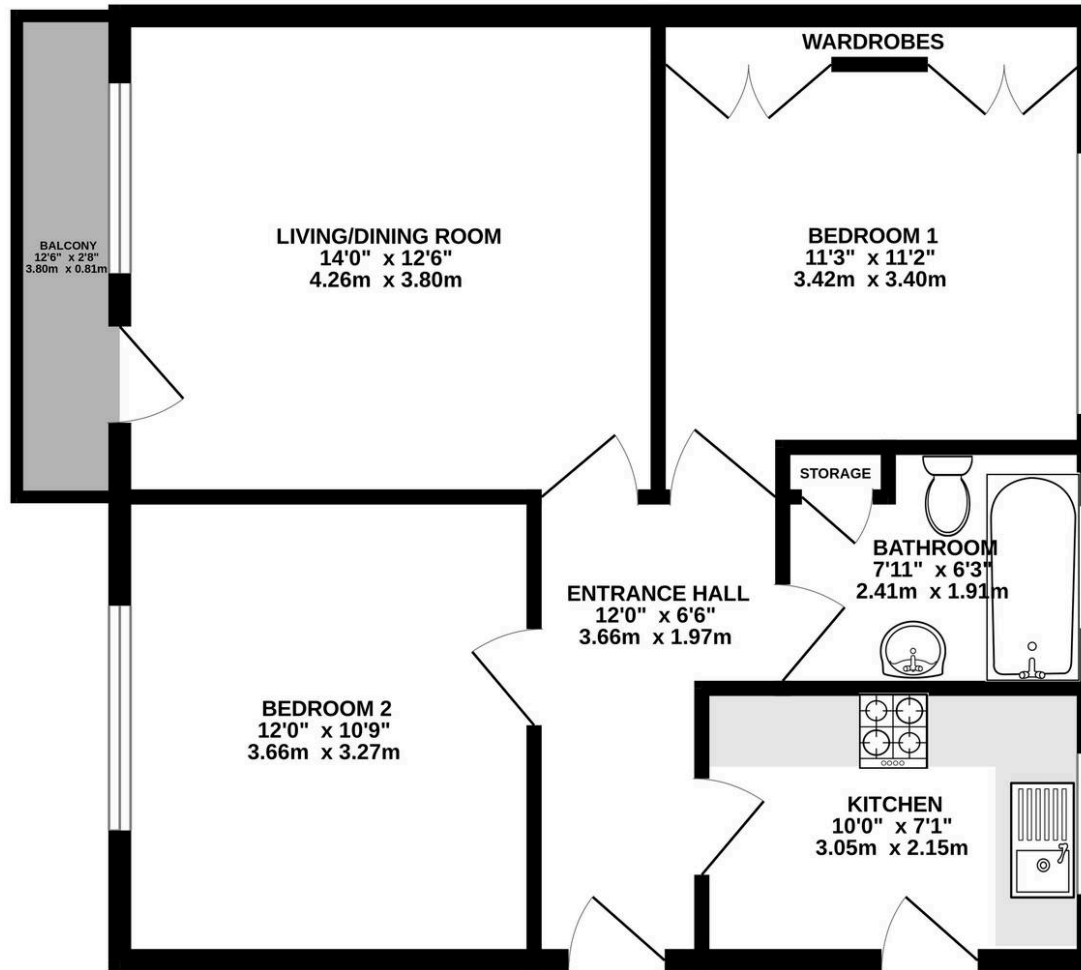 WARDROBES
BALCONY
12'6" x 2'8"
3.80m x 0.81m
LIVING/DINING ROOM
14'0" x 12'6"
4.26m x 3.80m
BEDROOM 1
11'3" x 11'2"
3.42m x 3.40m
STORAGE
BATHROOM
7'11" x 6'3"
2.41m x 1.91m
ENTRANCE HALL
12'0" x 6'6"
3.66m x 1.97m
BEDROOM 2
12'0" x 10'9"
3.66m x 3.27m
KITCHEN
10'0" x 7'1"
3.05m x 2.15m